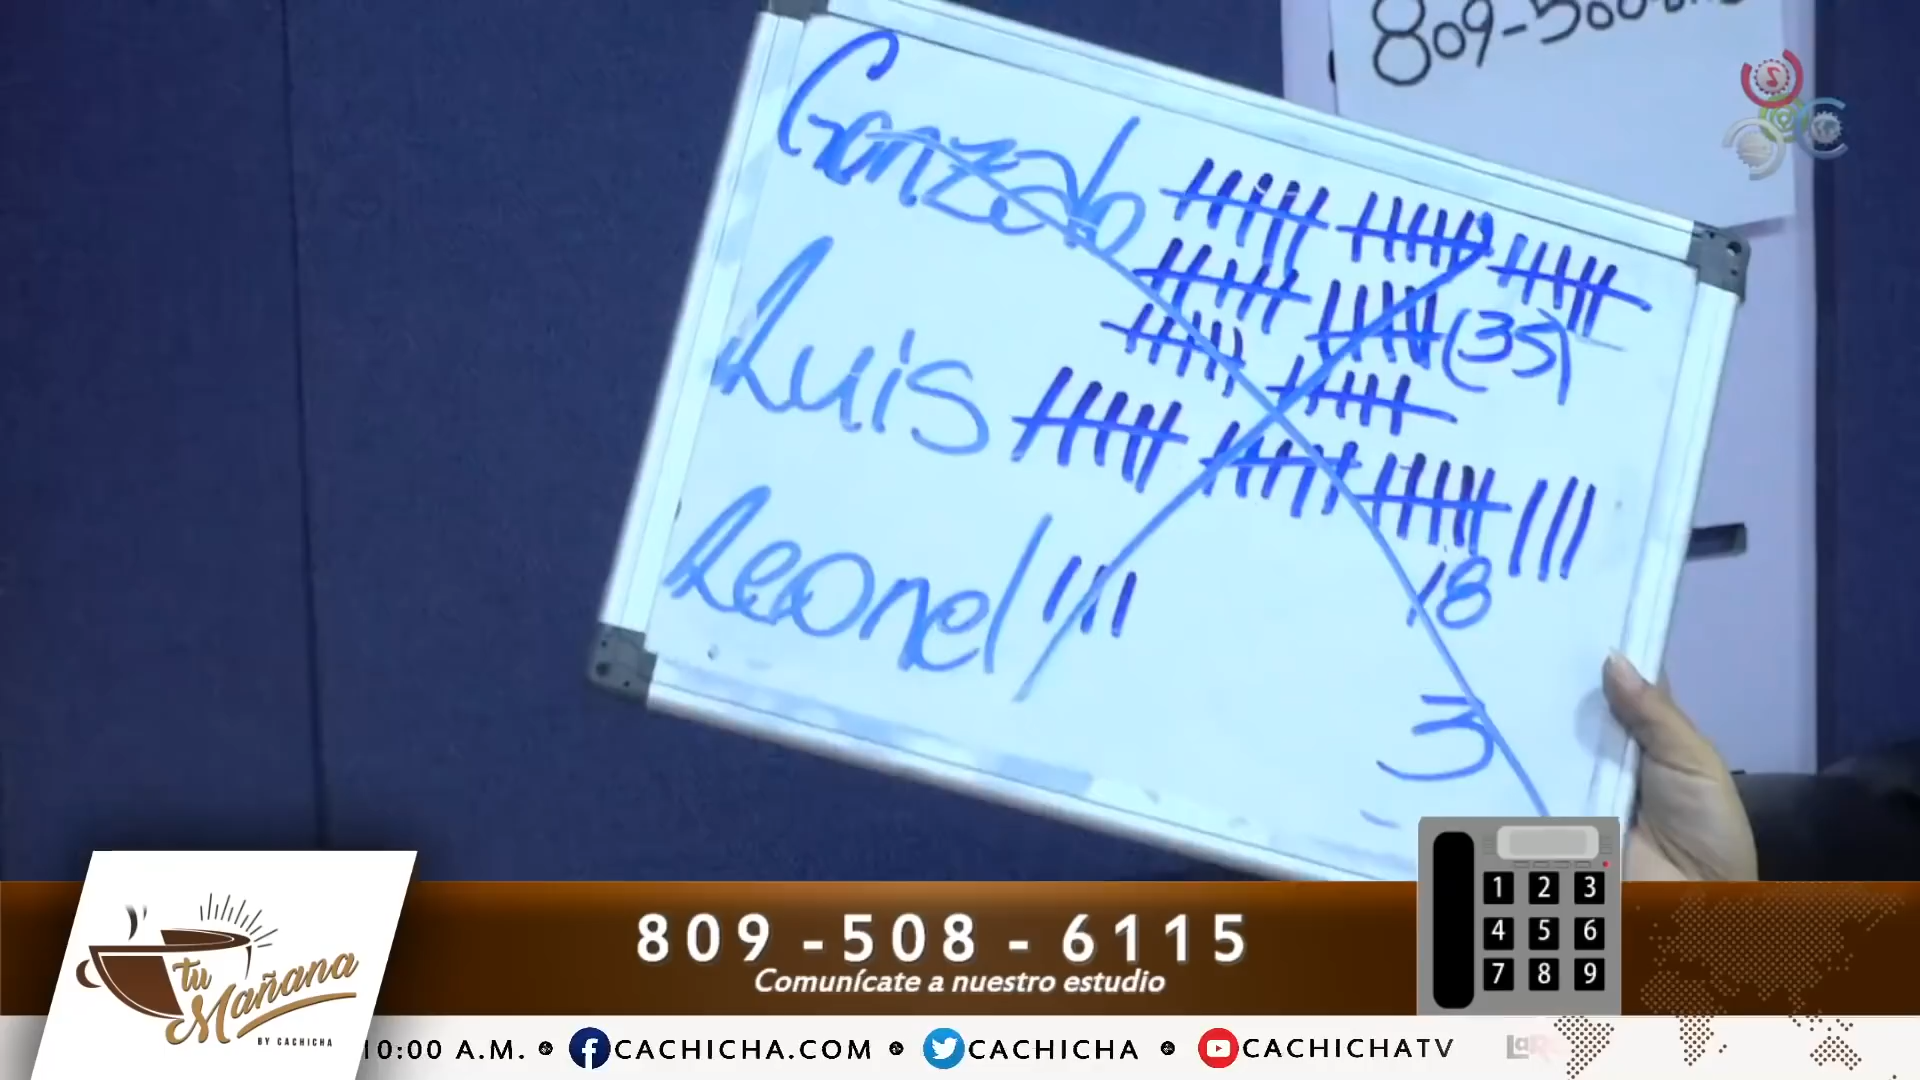 809-508-
Gonzalo
(35)
Luis
18
Leonel
3
809 - 508 - 6115
Comunícate a nuestro estudio
1 2 3
4 5 6
7 8 9
tu
Mañana
BY CACHICHA
10:00 A.M. • CACHICHA.COM • CACHICHA • CACHICHATV